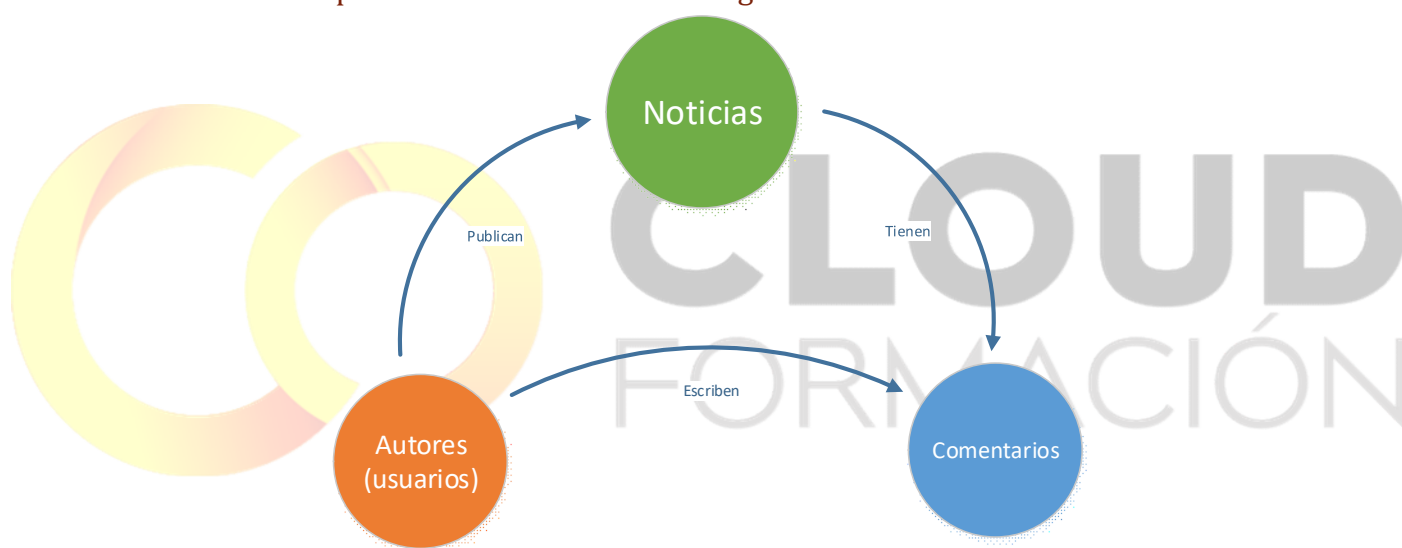 Noticias
Publican
Tienen
CLOUD
FORMACIÓN
Escriben
Autores
(usuarios)
Comentarios